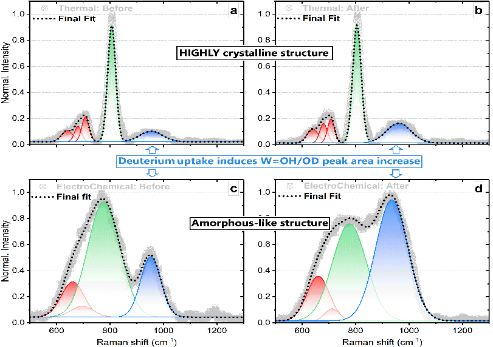 Thermal: Before
Final Fit
a
Thermal: After
Final Fit
b
1.0
0.8
0.6
0.4
0.2
0.0
Normal. Intensity
HIGHLY crystalline structure
Deuterium uptake induces W=OH/OD peak area increase
ElectroChemical: Before
Final fit
c
ElectroChemical: After
Final fit
d
Amorphous-like structure
1.0
0.8
0.6
0.4
0.2
0.0
Normal. Intensity
600 800 1000 1200 600 800 1000 1200
Raman shift (cm⁻¹) Raman shift (cm⁻¹)